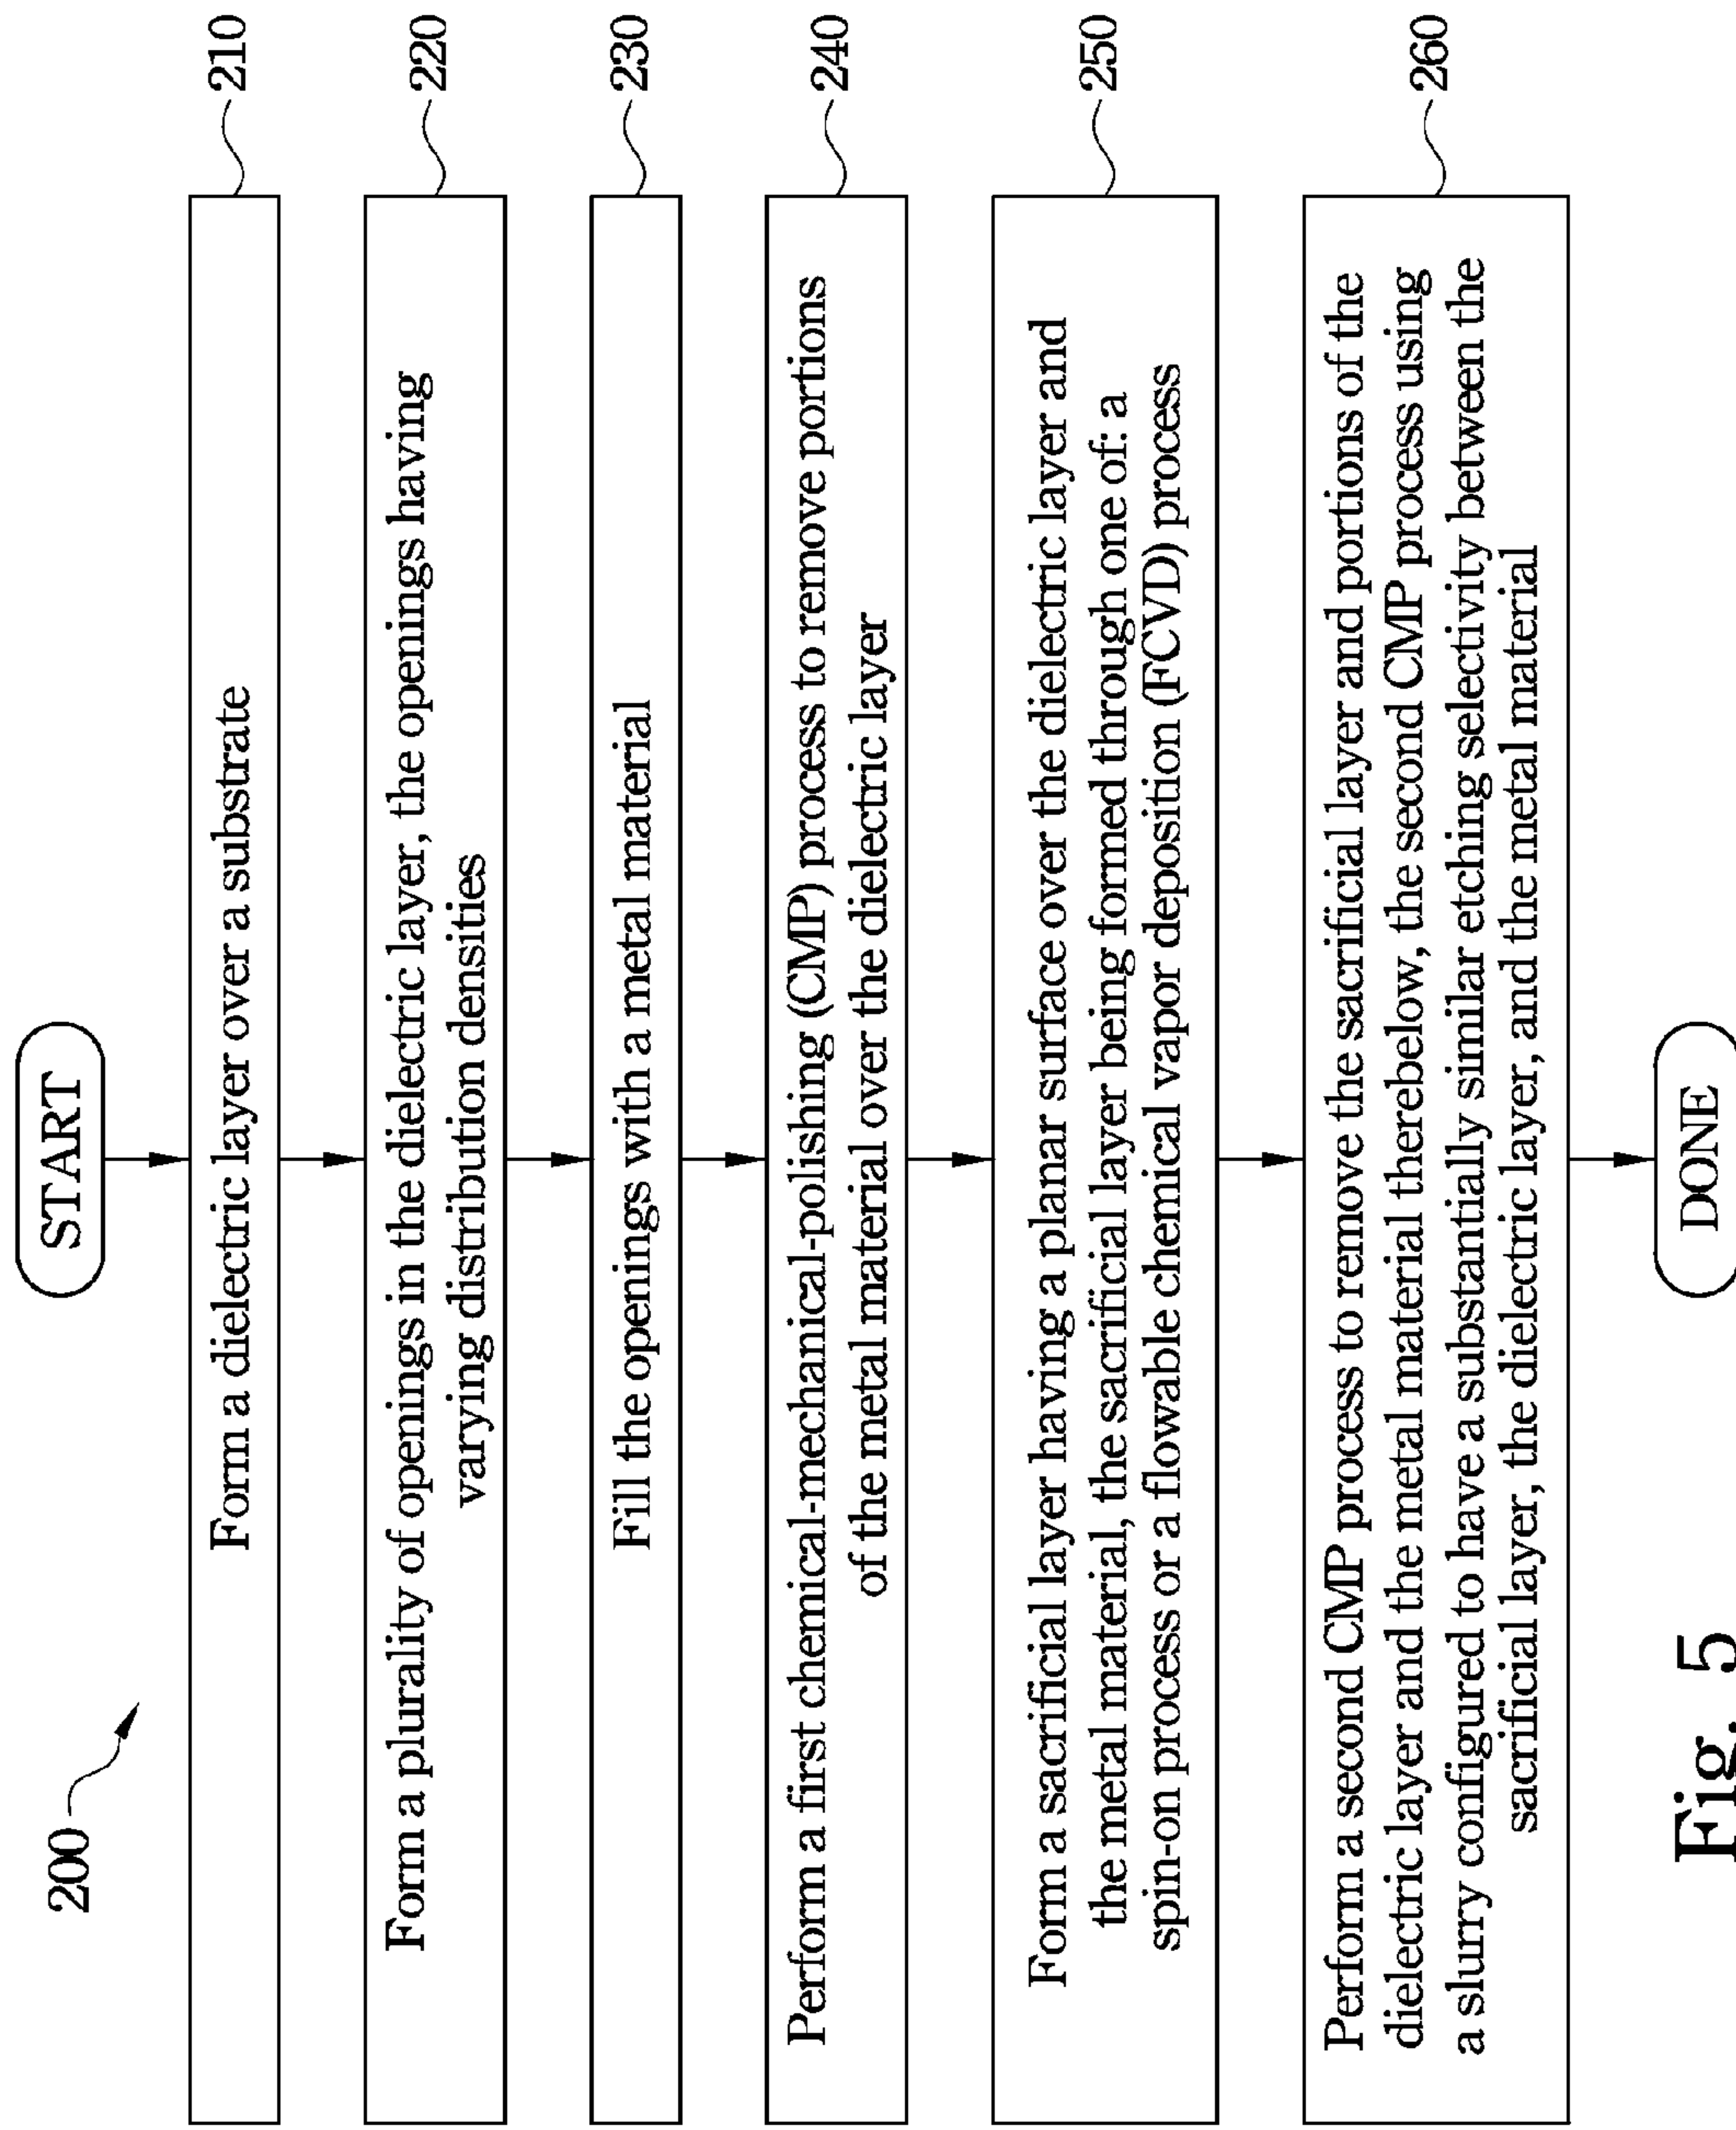 200
START
Form a dielectric layer over a substrate
210
Form a plurality of openings in the dielectric layer, the openings having
varying distribution densities
220
Fill the openings with a metal material
230
Perform a first chemical-mechanical-polishing (CMP) process to remove portions
of the metal material over the dielectric layer
240
Form a sacrificial layer having a planar surface over the dielectric layer and
the metal material, the sacrificial layer being formed through one of: a
spin-on process or a flowable chemical vapor deposition (FCVD) process
250
Perform a second CMP process to remove the sacrificial layer and portions of the
dielectric layer and the metal material therebelow, the second CMP process using
a slurry configured to have a substantially similar etching selectivity between the
sacrificial layer, the dielectric layer, and the metal material
260
DONE
Fig. 5